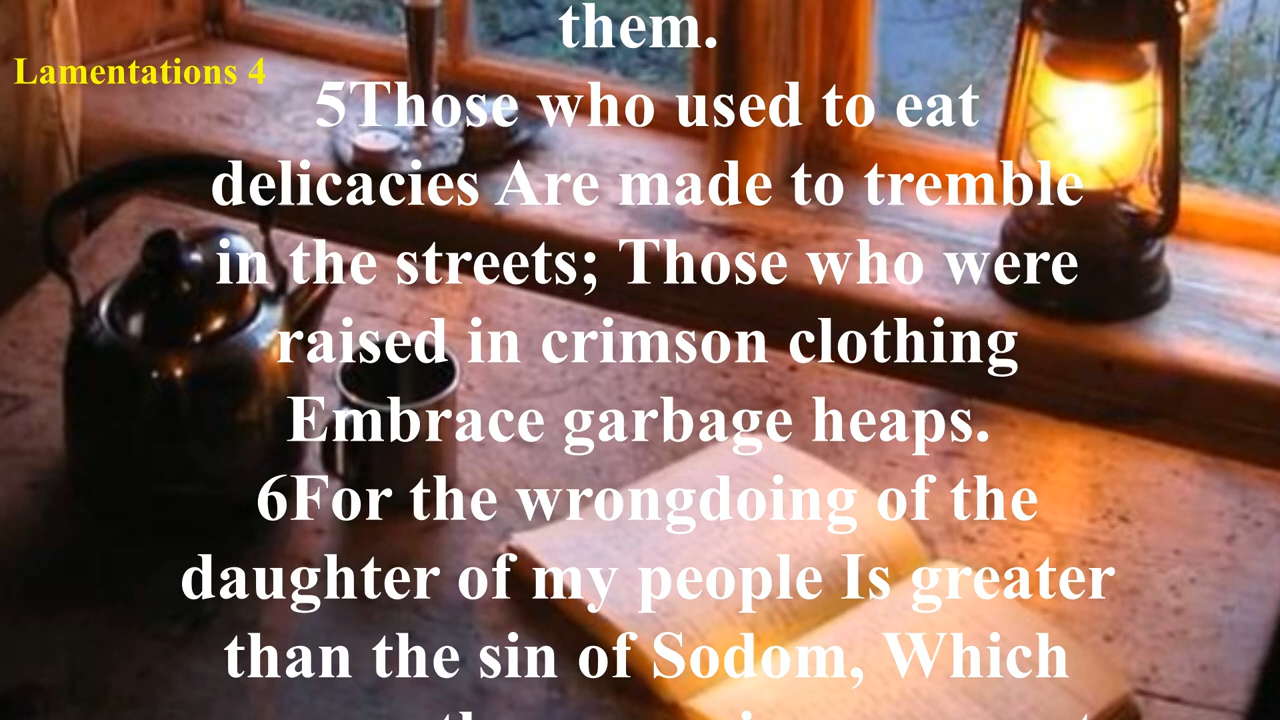 them.
Lamentations 4
5Those who used to eat
delicacies Are made to tremble
in the streets; Those who were
raised in crimson clothing
Embrace garbage heaps.
6For the wrongdoing of the
daughter of my people Is greater
than the sin of Sodom, Which